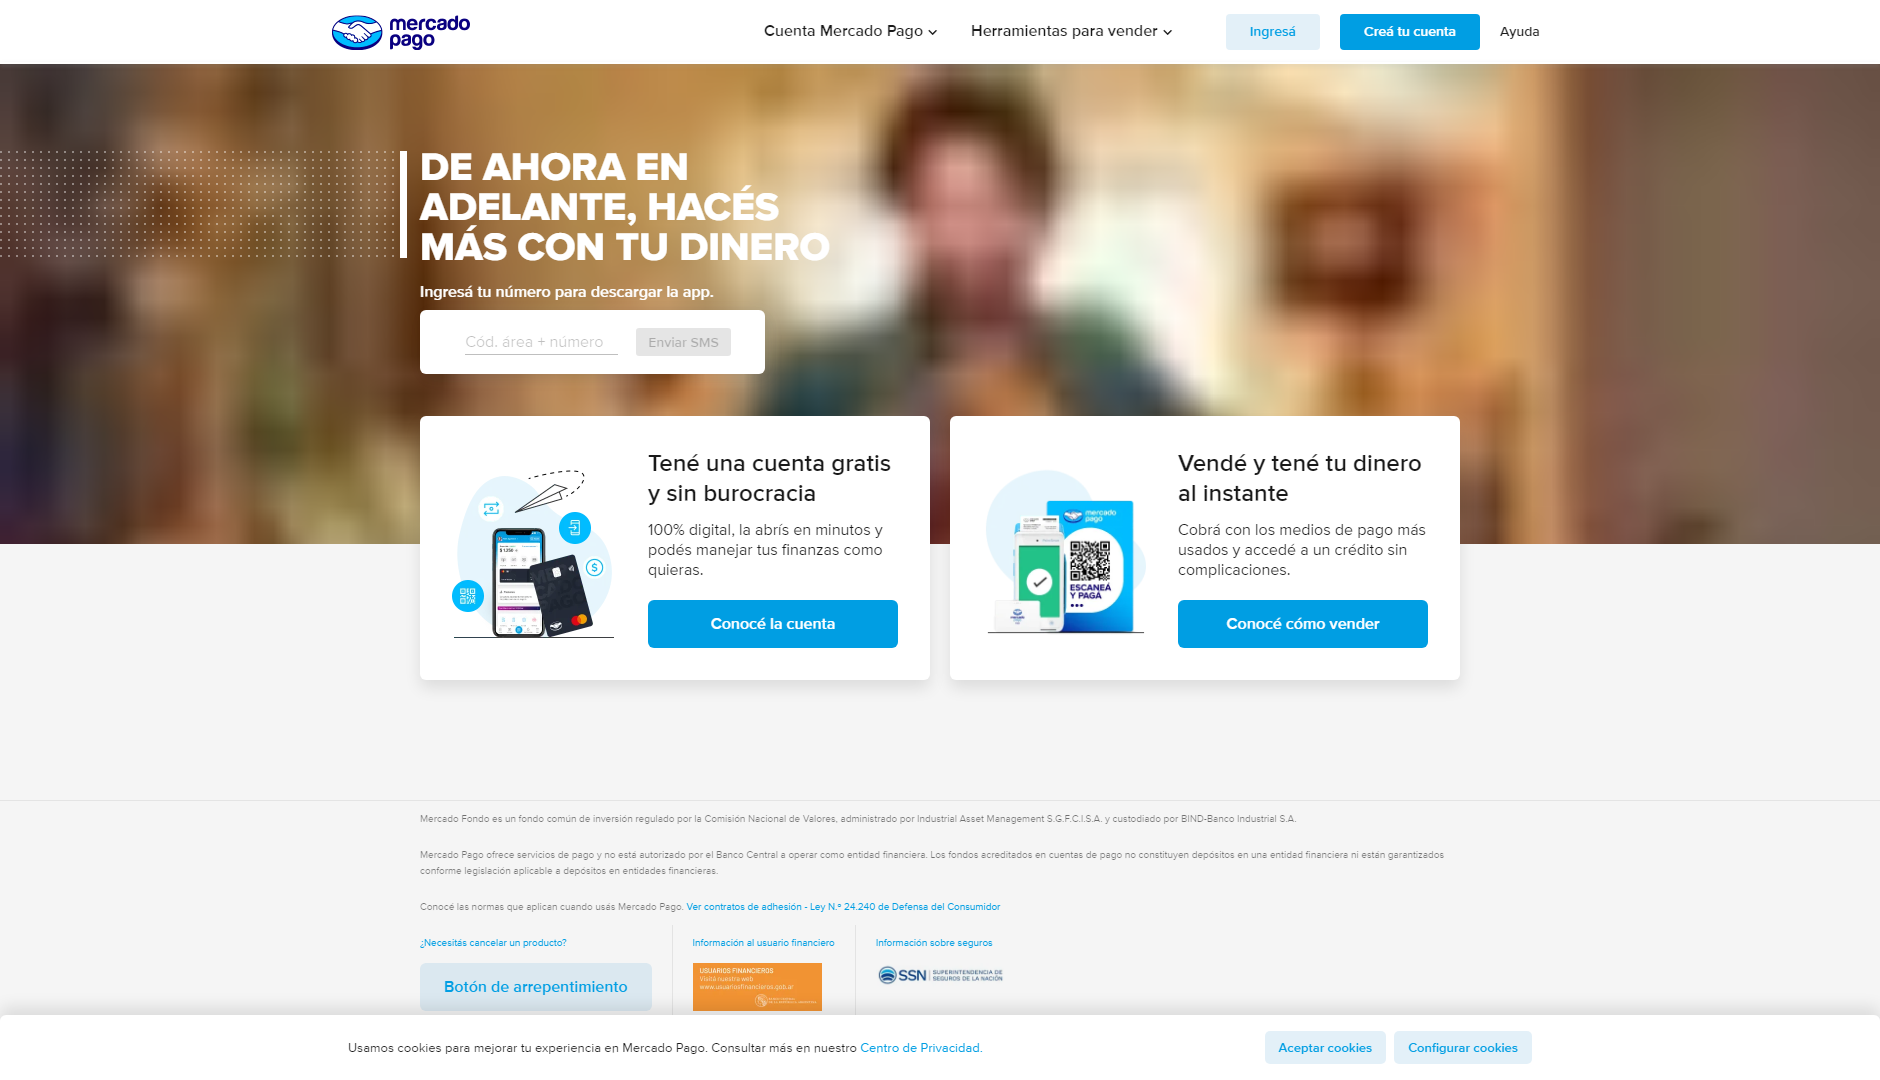 mercado
pago
Cuenta Mercado Pago
Herramientas para vender
Ingresá
Creá tu cuenta
Ayuda
DE AHORA EN
ADELANTE, HACÉS
MÁS CON TU DINERO
Ingresá tu número para descargar la app.
Cód. área + número
Enviar SMS
Tené una cuenta gratis
y sin burocracia
100% digital, la abrís en minutos y
podés manejar tus finanzas como
quieras.
Conocé la cuenta
mercado
pago
ESCANEÁ
Y PAGÁ
Vendé y tené tu dinero
al instante
Cobrá con los medios de pago más
usados y accedé a un crédito sin
complicaciones.
Conocé cómo vender
Mercado Fondo es un fondo común de inversión regulado por la Comisión Nacional de Valores, administrado por Industrial Asset Management S.G.F.C.I.S.A. y custodiado por BIND-Banco Industrial S.A.
Mercado Pago ofrece servicios de pago y no está autorizado por el Banco Central a operar como entidad financiera. Los fondos acreditados en cuentas de pago no constituyen depósitos en una entidad financiera ni están garantizados
conforme legislación aplicable a depósitos en entidades financieras.
Conocé las normas que aplican cuando usás Mercado Pago. Ver contratos de adhesión - Ley N.º 24.240 de Defensa del Consumidor
¿Necesitás cancelar un producto?
Botón de arrepentimiento
Información al usuario financiero
USUARIOS FINANCIEROS
Visitá nuestra web
www.usuariosfinancieros.gob.ar
Información sobre seguros
SSN SUPERINTENDENCIA DE
SEGUROS DE LA NACIÓN
Usamos cookies para mejorar tu experiencia en Mercado Pago. Consultar más en nuestro Centro de Privacidad.
Aceptar cookies
Configurar cookies